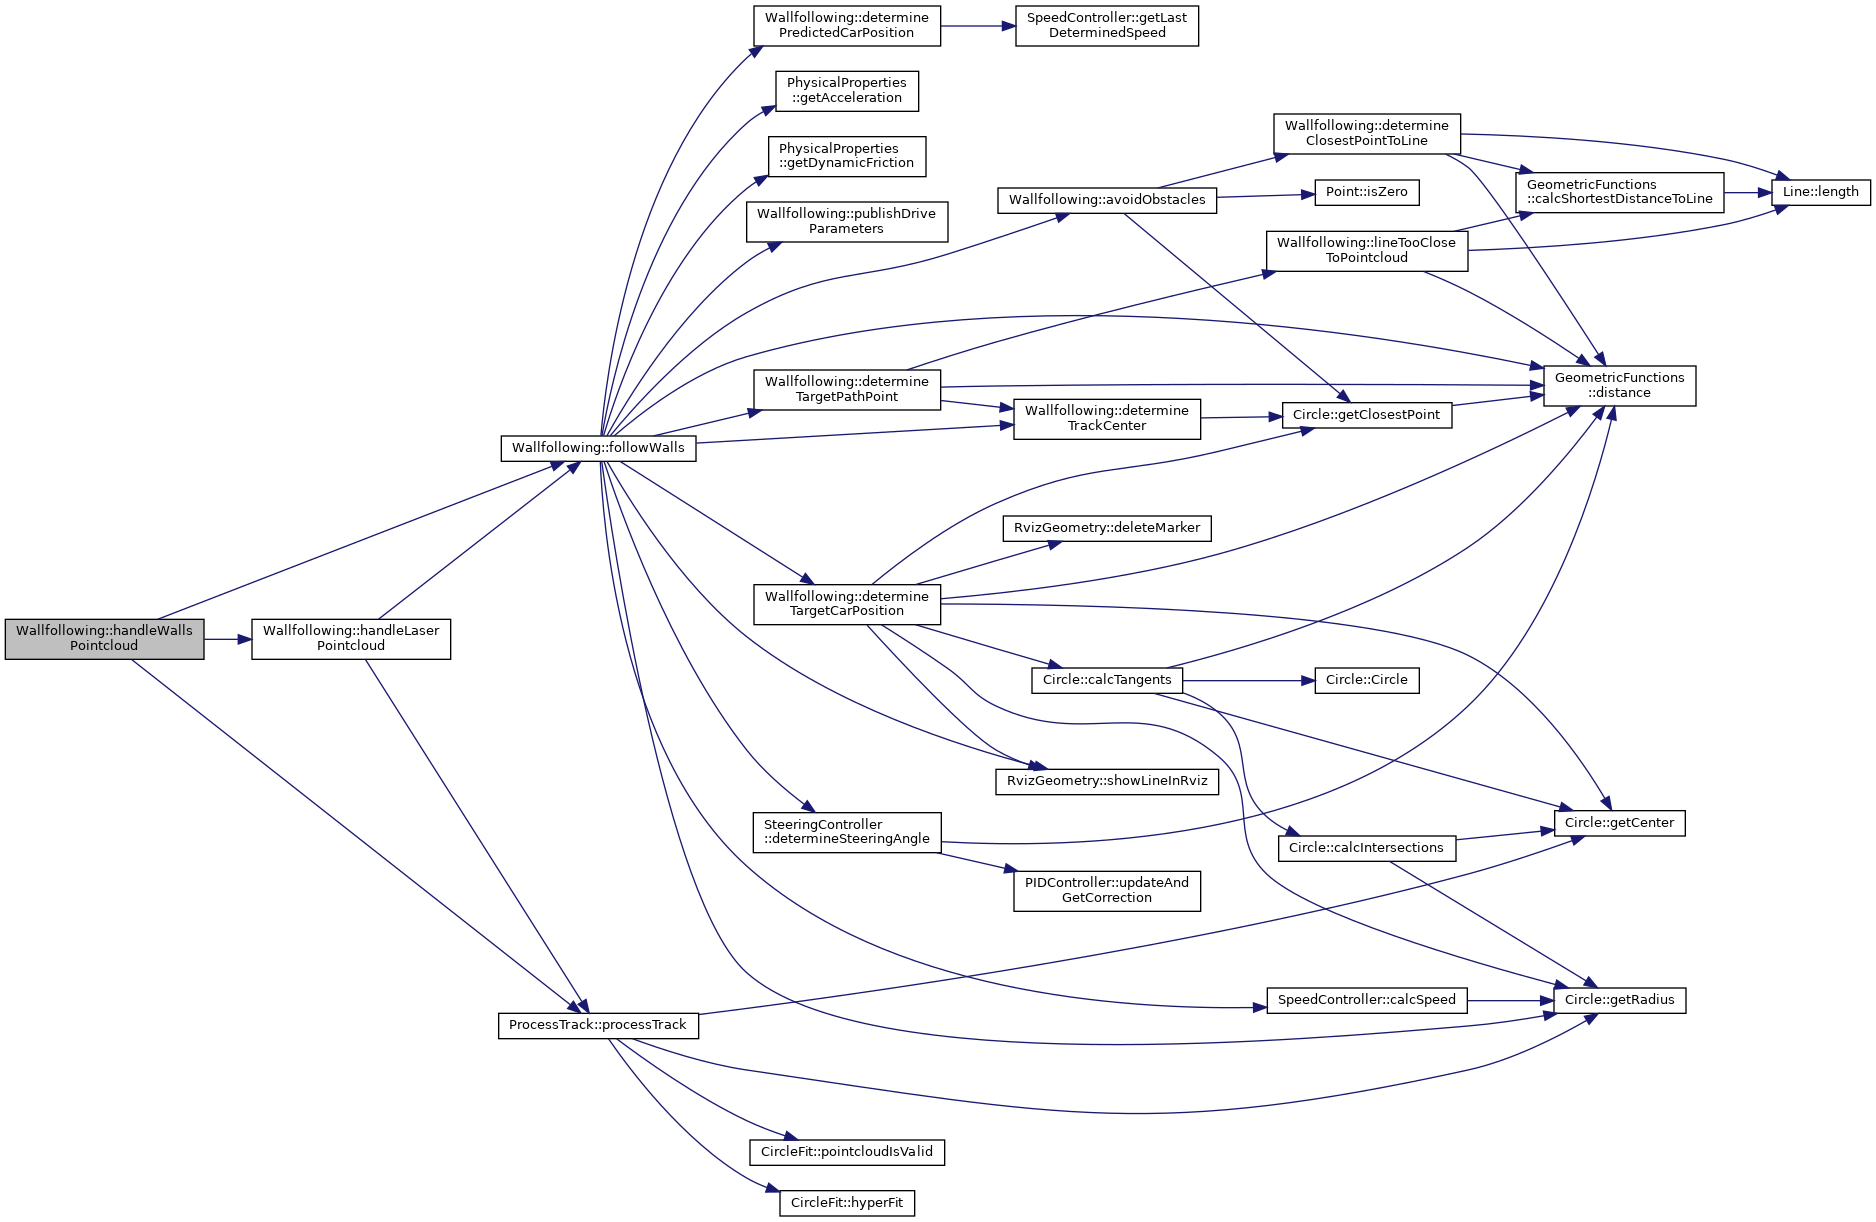 Wallfollowing::determine
PredictedCarPosition
SpeedController::getLast
DeterminedSpeed
PhysicalProperties
::getAcceleration
PhysicalProperties
::getDynamicFriction
Wallfollowing::publishDrive
Parameters
Wallfollowing::avoidObstacles
Wallfollowing::determine
ClosestPointToLine
Point::isZero
GeometricFunctions
::calcShortestDistanceToLine
Line::length
Wallfollowing::lineTooClose
ToPointcloud
Wallfollowing::determine
TargetPathPoint
Wallfollowing::determine
TrackCenter
Circle::getClosestPoint
GeometricFunctions
::distance
Wallfollowing::followWalls
RvizGeometry::deleteMarker
Wallfollowing::determine
TargetCarPosition
Wallfollowing::handleWalls
Pointcloud
Wallfollowing::handleLaser
Pointcloud
Circle::calcTangents
Circle::Circle
RvizGeometry::showLineInRviz
SteeringController
::determineSteeringAngle
Circle::calcIntersections
Circle::getCenter
PIDController::updateAnd
GetCorrection
SpeedController::calcSpeed
Circle::getRadius
ProcessTrack::processTrack
CircleFit::pointcloudIsValid
CircleFit::hyperFit